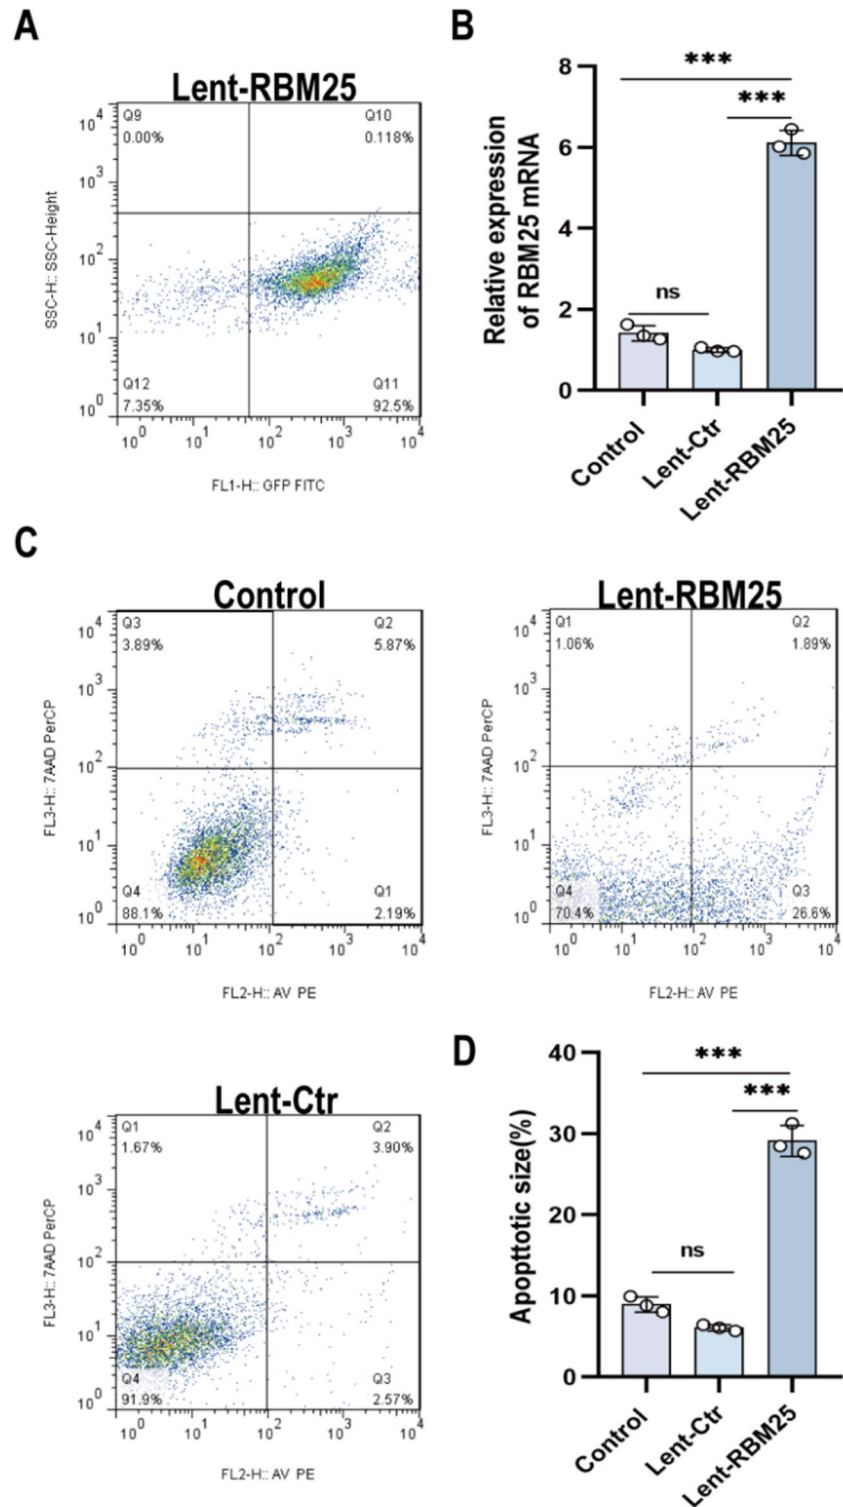 A
Lent-RBM25
Q9
0.00%
Q10
0.118%
Q12
7.35%
Q11
92.5%
10^4
10^3
10^2
10^1
10^0
10^0 10^1 10^2 10^3 10^4
SSC-H:: SSC-Height
FL1-H:: GFP FITC
B
Relative expression
of RBM25 mRNA
8
6
4
2
0
***
***
ns
Control
Lent-Ctr
Lent-RBM25
C
Control
Q3
3.89%
Q2
5.87%
Q4
88.1%
Q1
2.19%
10^4
10^3
10^2
10^1
10^0
10^0 10^1 10^2 10^3 10^4
FL3-H:: 7AAD PerCP
FL2-H:: AV PE
Lent-RBM25
Q1
1.06%
Q2
1.89%
Q4
70.4%
Q3
26.6%
10^4
10^3
10^2
10^1
10^0
10^0 10^1 10^2 10^3 10^4
FL3-H:: 7AAD PerCP
FL2-H:: AV PE
Lent-Ctr
Q1
1.67%
Q2
3.90%
Q4
91.9%
Q3
2.57%
10^4
10^3
10^2
10^1
10^0
10^0 10^1 10^2 10^3 10^4
FL3-H:: 7AAD PerCP
FL2-H:: AV PE
D
Apopttotic size(%)
40
30
20
10
0
***
***
ns
Control
Lent-Ctr
Lent-RBM25